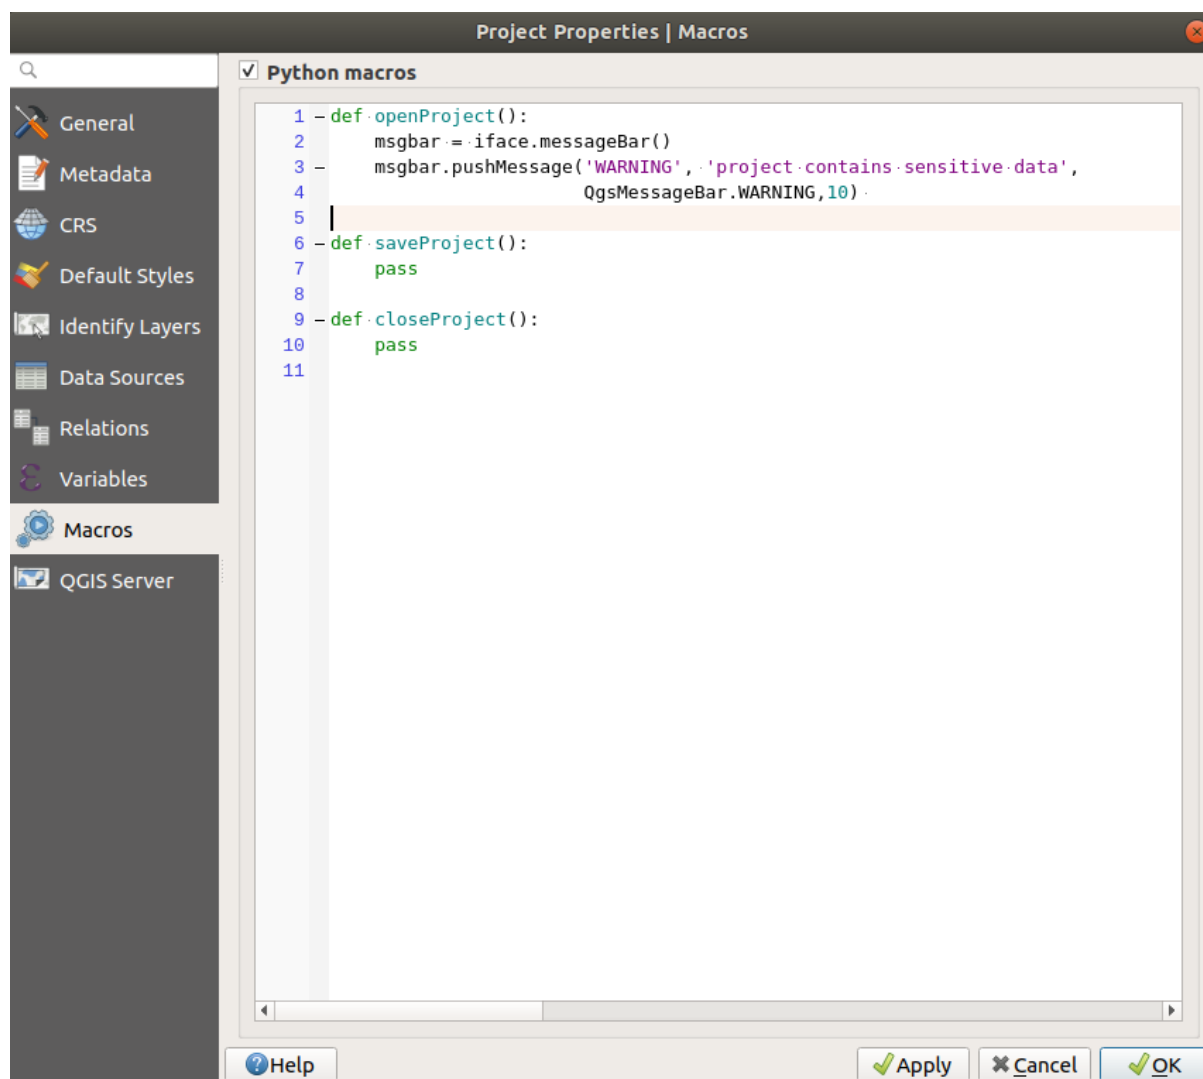 Project Properties | Macros
Python macros
General
Metadata
CRS
Default Styles
Identify Layers
Data Sources
Relations
Variables
Macros
QGIS Server
1 def openProject():
2     msgbar = iface.messageBar()
3     msgbar.pushMessage('WARNING', 'project contains sensitive data',
4                        QgsMessageBar.WARNING,10)
5
6 def saveProject():
7     pass
8
9 def closeProject():
10     pass
11
Help
Apply
Cancel
OK